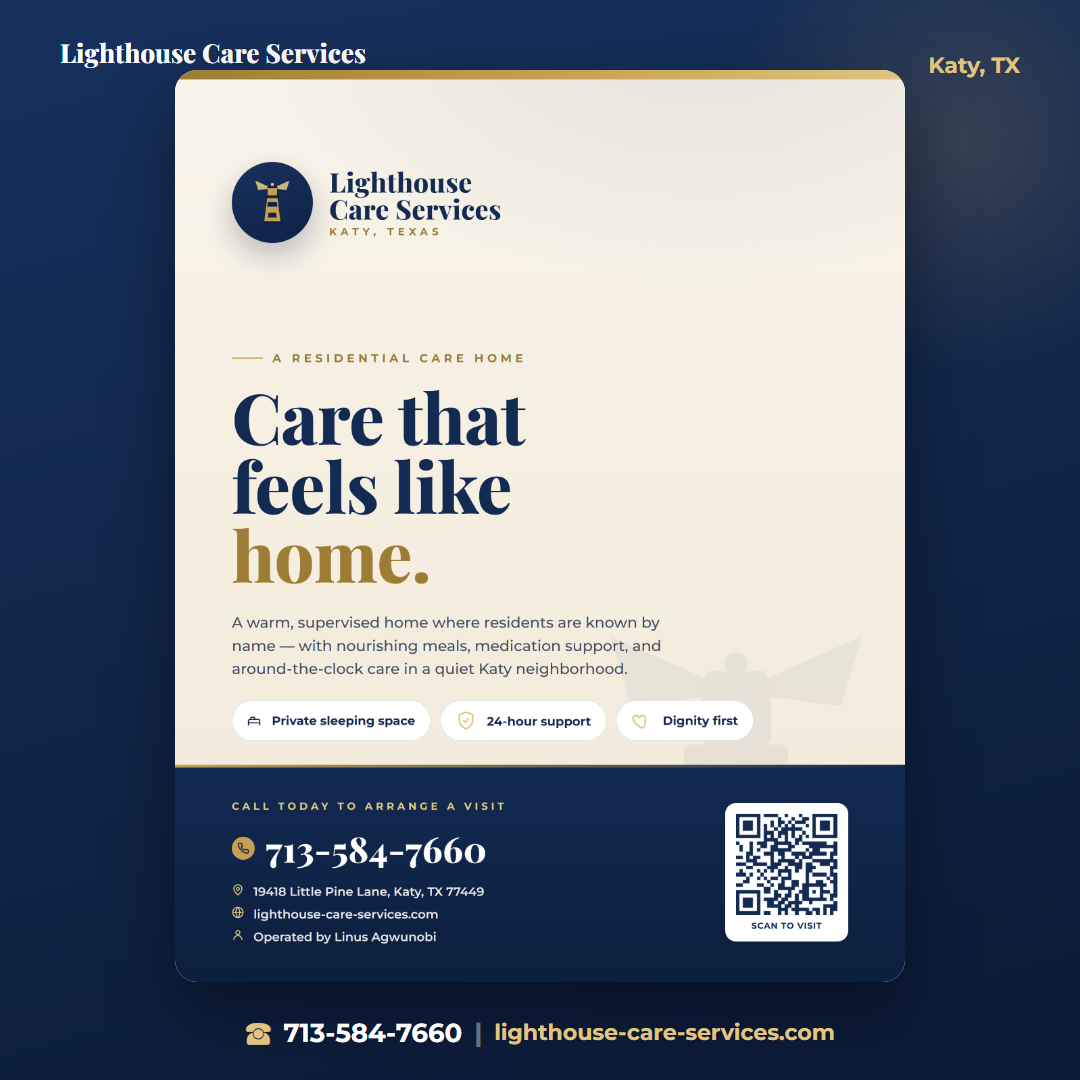 Lighthouse Care Services
Katy, TX
Lighthouse
Care Services
KATY, TEXAS
A RESIDENTIAL CARE HOME
Care that
feels like
home.
A warm, supervised home where residents are known by
name — with nourishing meals, medication support, and
around-the-clock care in a quiet Katy neighborhood.
Private sleeping space
24-hour support
Dignity first
CALL TODAY TO ARRANGE A VISIT
713-584-7660
19418 Little Pine Lane, Katy, TX 77449
lighthouse-care-services.com
Operated by Linus Agwunobi
SCAN TO VISIT
713-584-7660 | lighthouse-care-services.com